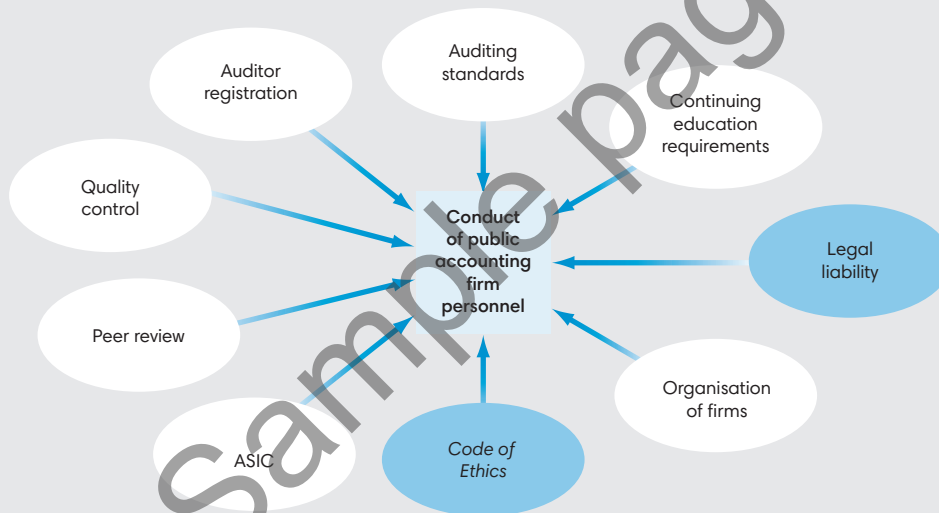 Auditing
standards
Auditor
registration
Continuing
education
requirements
Quality
control
Conduct
of public
accounting
firm
personnel
Legal
liability
Peer review
Organisation
of firms
ASIC
Code of
Ethics
Sample pag